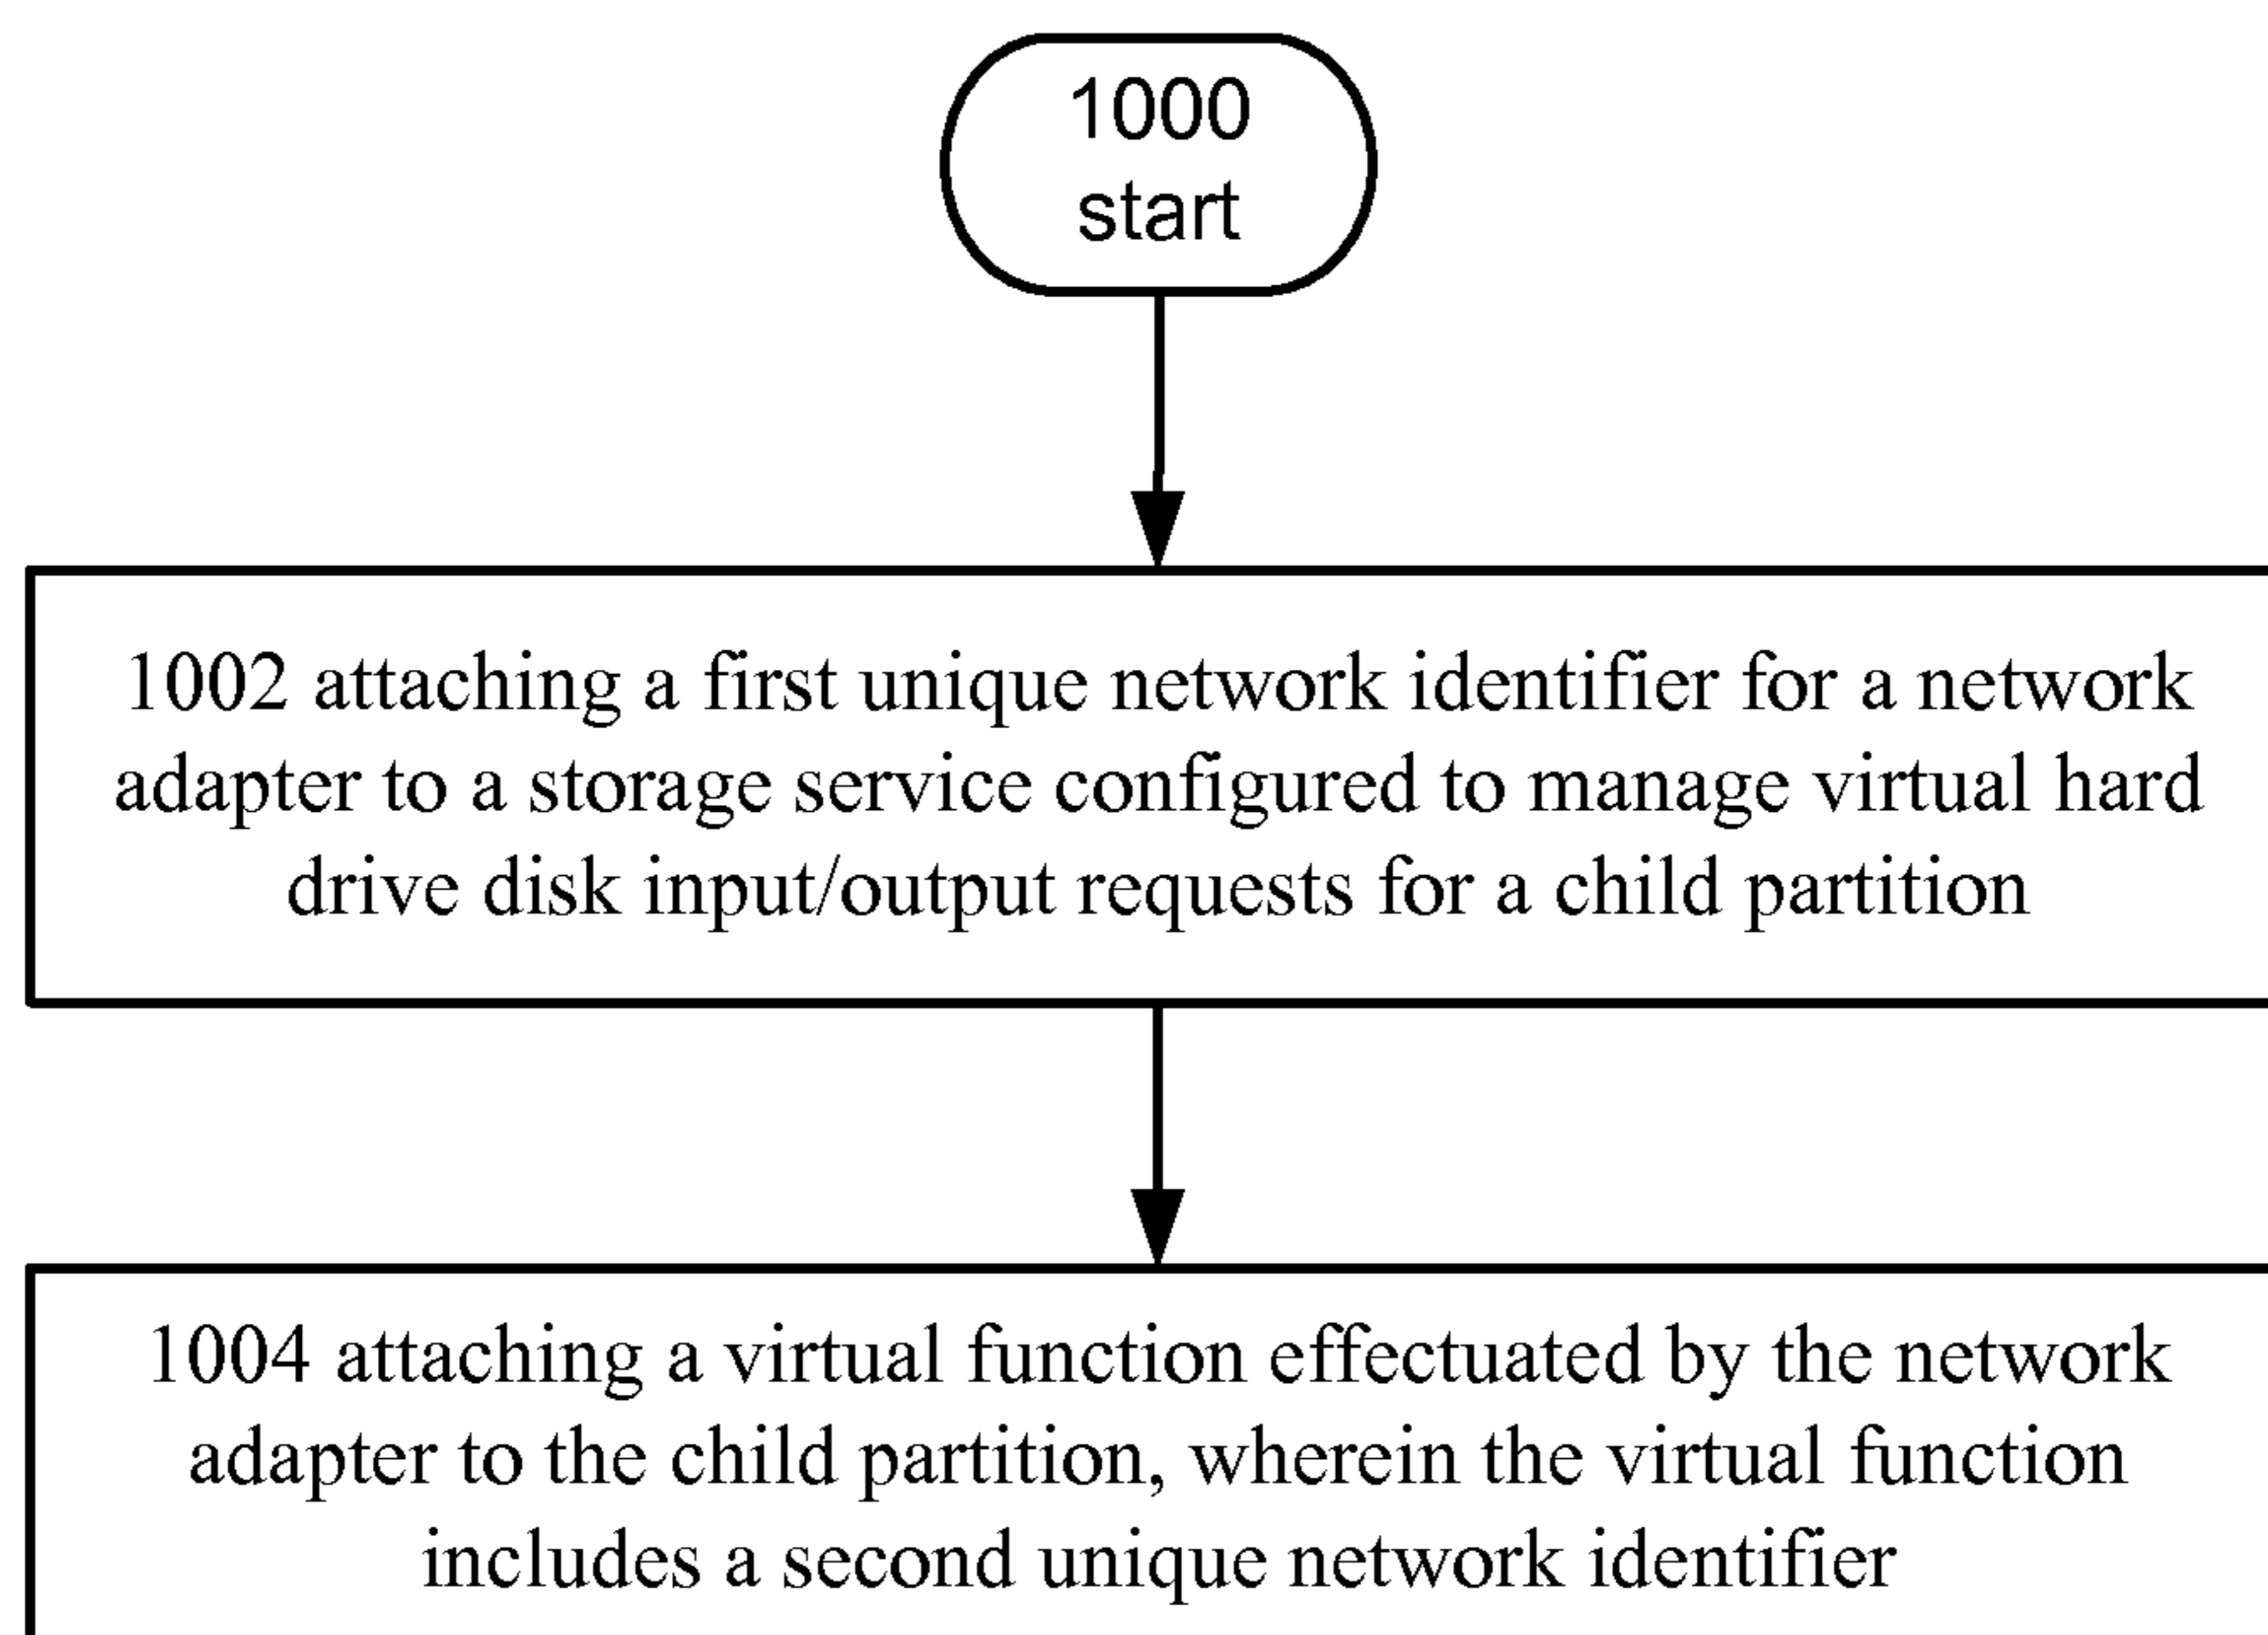 1000
start
1002 attaching a first unique network identifier for a network
adapter to a storage service configured to manage virtual hard
drive disk input/output requests for a child partition
1004 attaching a virtual function effectuated by the network
adapter to the child partition, wherein the virtual function
includes a second unique network identifier